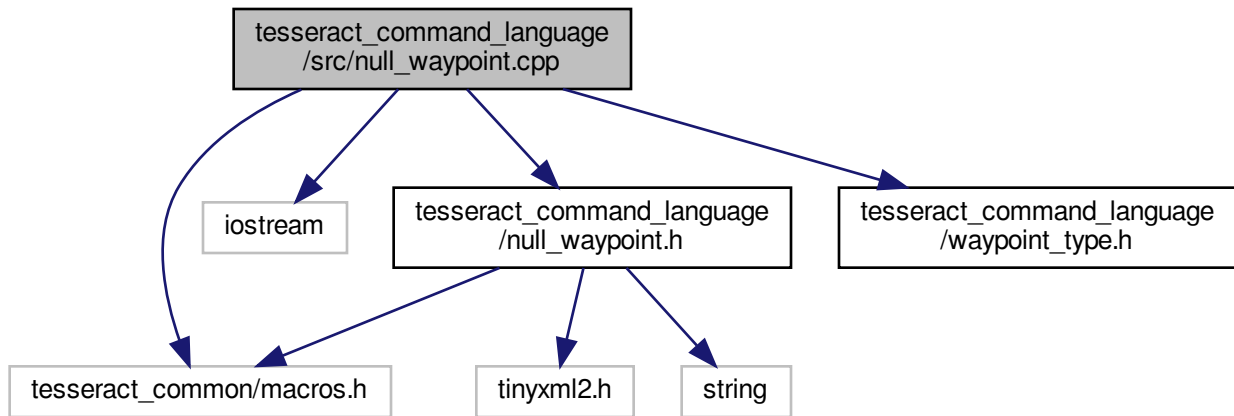 tesseract_command_language
/src/null_waypoint.cpp
iostream
tesseract_command_language
/null_waypoint.h
tesseract_command_language
/waypoint_type.h
tesseract_common/macros.h
tinyxml2.h
string